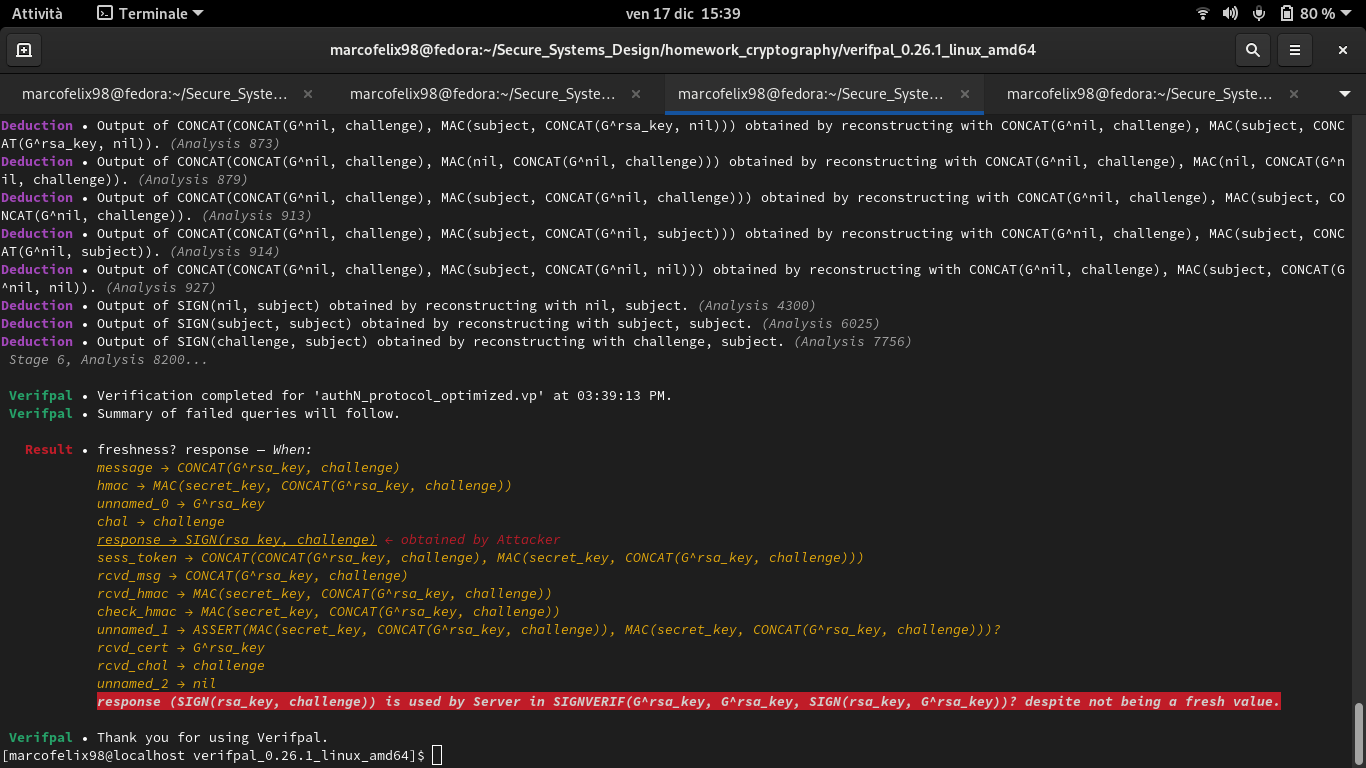 Attività
Terminale
ven 17 dic 15:39
80 %
marcofelix98@fedora:~/Secure_Systems_Design/homework_cryptography/verifpal_0.26.1_linux_amd64
marcofelix98@fedora:~/Secure_Syste… ×
marcofelix98@fedora:~/Secure_Syste… ×
marcofelix98@fedora:~/Secure_Syste… ×
marcofelix98@fedora:~/Secure_Syste… ×
Deduction • Output of CONCAT(CONCAT(G^nil, challenge), MAC(subject, CONCAT(G^rsa_key, nil))) obtained by reconstructing with CONCAT(G^nil, challenge), MAC(subject, CONC
AT(G^rsa_key, nil)). (Analysis 873)
Deduction • Output of CONCAT(CONCAT(G^nil, challenge), MAC(nil, CONCAT(G^nil, challenge))) obtained by reconstructing with CONCAT(G^nil, challenge), MAC(nil, CONCAT(G^n
il, challenge)). (Analysis 879)
Deduction • Output of CONCAT(CONCAT(G^nil, challenge), MAC(subject, CONCAT(G^nil, challenge))) obtained by reconstructing with CONCAT(G^nil, challenge), MAC(subject, CO
NCAT(G^nil, challenge)). (Analysis 913)
Deduction • Output of CONCAT(CONCAT(G^nil, challenge), MAC(subject, CONCAT(G^nil, subject))) obtained by reconstructing with CONCAT(G^nil, challenge), MAC(subject, CONC
AT(G^nil, subject)). (Analysis 914)
Deduction • Output of CONCAT(CONCAT(G^nil, challenge), MAC(subject, CONCAT(G^nil, nil))) obtained by reconstructing with CONCAT(G^nil, challenge), MAC(subject, CONCAT(G
^nil, nil)). (Analysis 927)
Deduction • Output of SIGN(nil, subject) obtained by reconstructing with nil, subject. (Analysis 4300)
Deduction • Output of SIGN(subject, subject) obtained by reconstructing with subject, subject. (Analysis 6025)
Deduction • Output of SIGN(challenge, subject) obtained by reconstructing with challenge, subject. (Analysis 7756)
Stage 6, Analysis 8200...
Verifpal • Verification completed for 'authN_protocol_optimized.vp' at 03:39:13 PM.
Verifpal • Summary of failed queries will follow.
Result • freshness? response — When:
message → CONCAT(G^rsa_key, challenge)
hmac → MAC(secret_key, CONCAT(G^rsa_key, challenge))
unnamed_0 → G^rsa_key
chal → challenge
response → SIGN(rsa_key, challenge) ← obtained by Attacker
sess_token → CONCAT(CONCAT(G^rsa_key, challenge), MAC(secret_key, CONCAT(G^rsa_key, challenge)))
rcvd_msg → CONCAT(G^rsa_key, challenge)
rcvd_hmac → MAC(secret_key, CONCAT(G^rsa_key, challenge))
check_hmac → MAC(secret_key, CONCAT(G^rsa_key, challenge))
unnamed_1 → ASSERT(MAC(secret_key, CONCAT(G^rsa_key, challenge)), MAC(secret_key, CONCAT(G^rsa_key, challenge)))?
rcvd_cert → G^rsa_key
rcvd_chal → challenge
unnamed_2 → nil
response (SIGN(rsa_key, challenge)) is used by Server in SIGNVERIF(G^rsa_key, G^rsa_key, SIGN(rsa_key, G^rsa_key))? despite not being a fresh value.
Verifpal • Thank you for using Verifpal.
[marcofelix98@localhost verifpal_0.26.1_linux_amd64]$